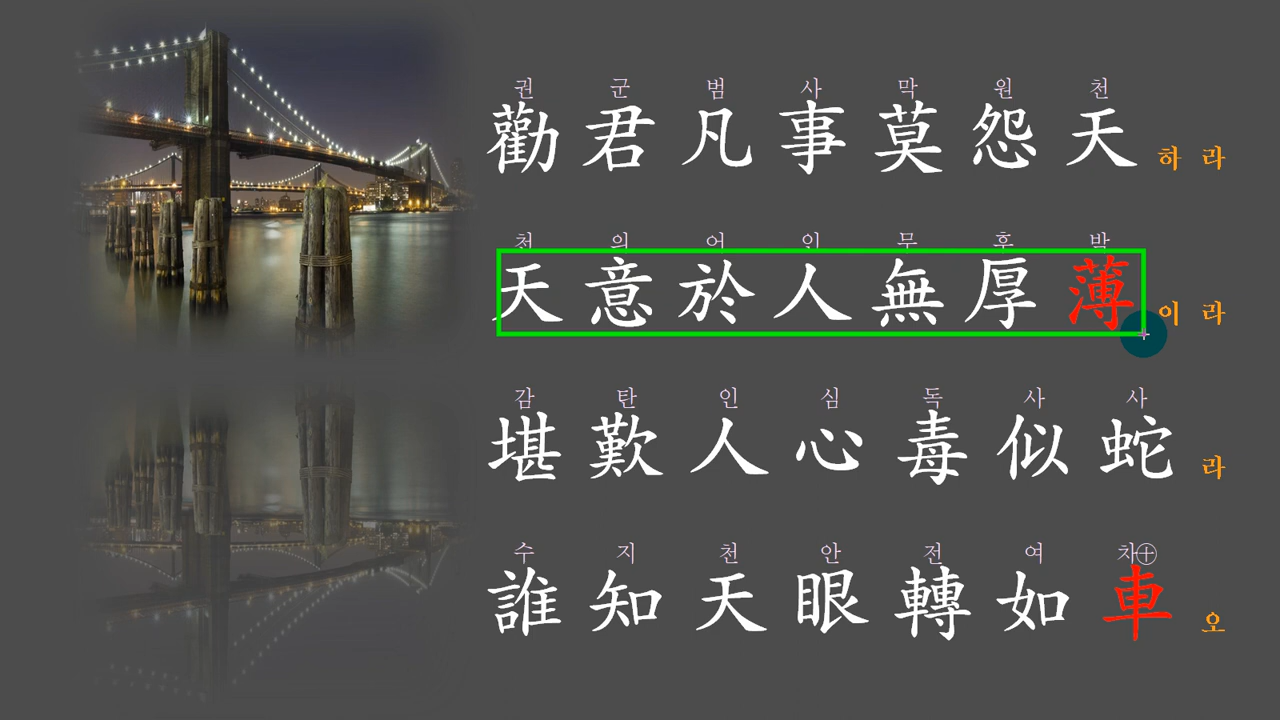 권 군 범 사 막 원 천
勸君凡事莫怨天 하 라
천 의 어 인 무 후 박
天意於人無厚薄 이 라
감 탄 인 심 독 사 사
堪歎人心毒似蛇 라
수 지 천 안 전 여 차
誰知天眼轉如車 오